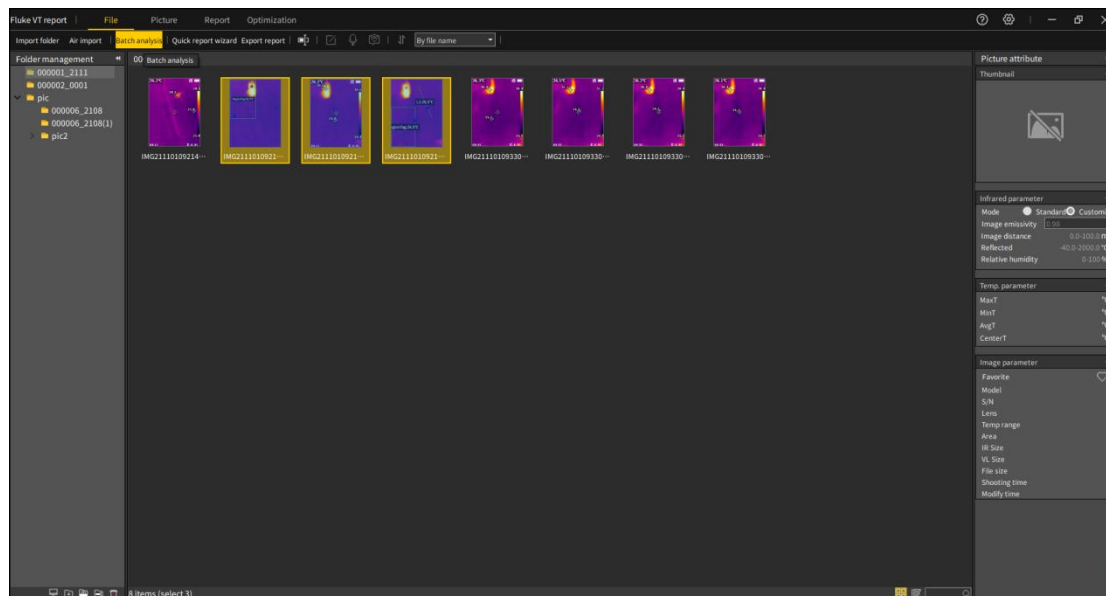 Fluke VT report File Picture Report Optimization
Import folder Air import Batch analysis Quick report wizard Export report By file name
Folder management
000001_2111
000002_0001
pic
000006_2108
000006_2108(1)
pic2
00
Batch analysis
IMG21110109214...
IMG2111010921...
IMG2111010921...
IMG2111010921...
IMG21110109330...
IMG21110109330...
IMG21110109330...
IMG21110109330...
8 items (select 3)
Picture attribute
Thumbnail
Infrared parameter
Mode Standard Customi
Image emissivity 0.98
Image distance 0.0-100.0 m
Reflected -40.0-2000.0 °C
Relative humidity 0-100 %
Temp. parameter
MaxT
MinT
AvgT
CenterT
Image parameter
Favorite
Model
S/N
Lens
Temp range
Area
IR Size
VL Size
File size
Shooting time
Modify time